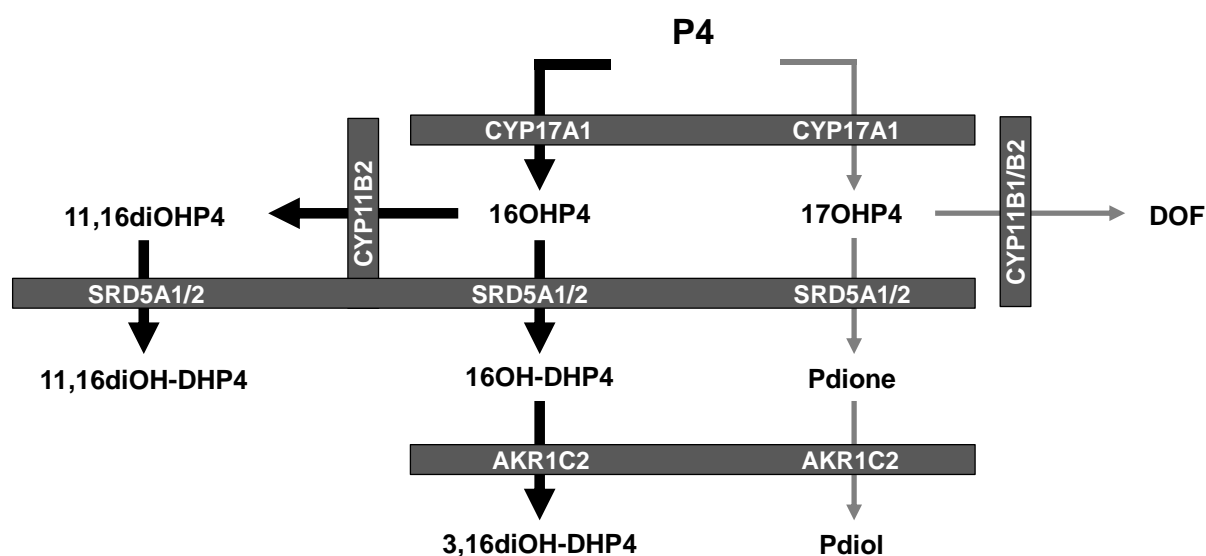 P4
CYP17A1
CYP17A1
CYP11B2
CYP11B1/B2
11,16diOHP4
16OHP4
17OHP4
DOF
SRD5A1/2
SRD5A1/2
SRD5A1/2
11,16diOH-DHP4
16OH-DHP4
Pdione
AKR1C2
AKR1C2
3,16diOH-DHP4
Pdiol